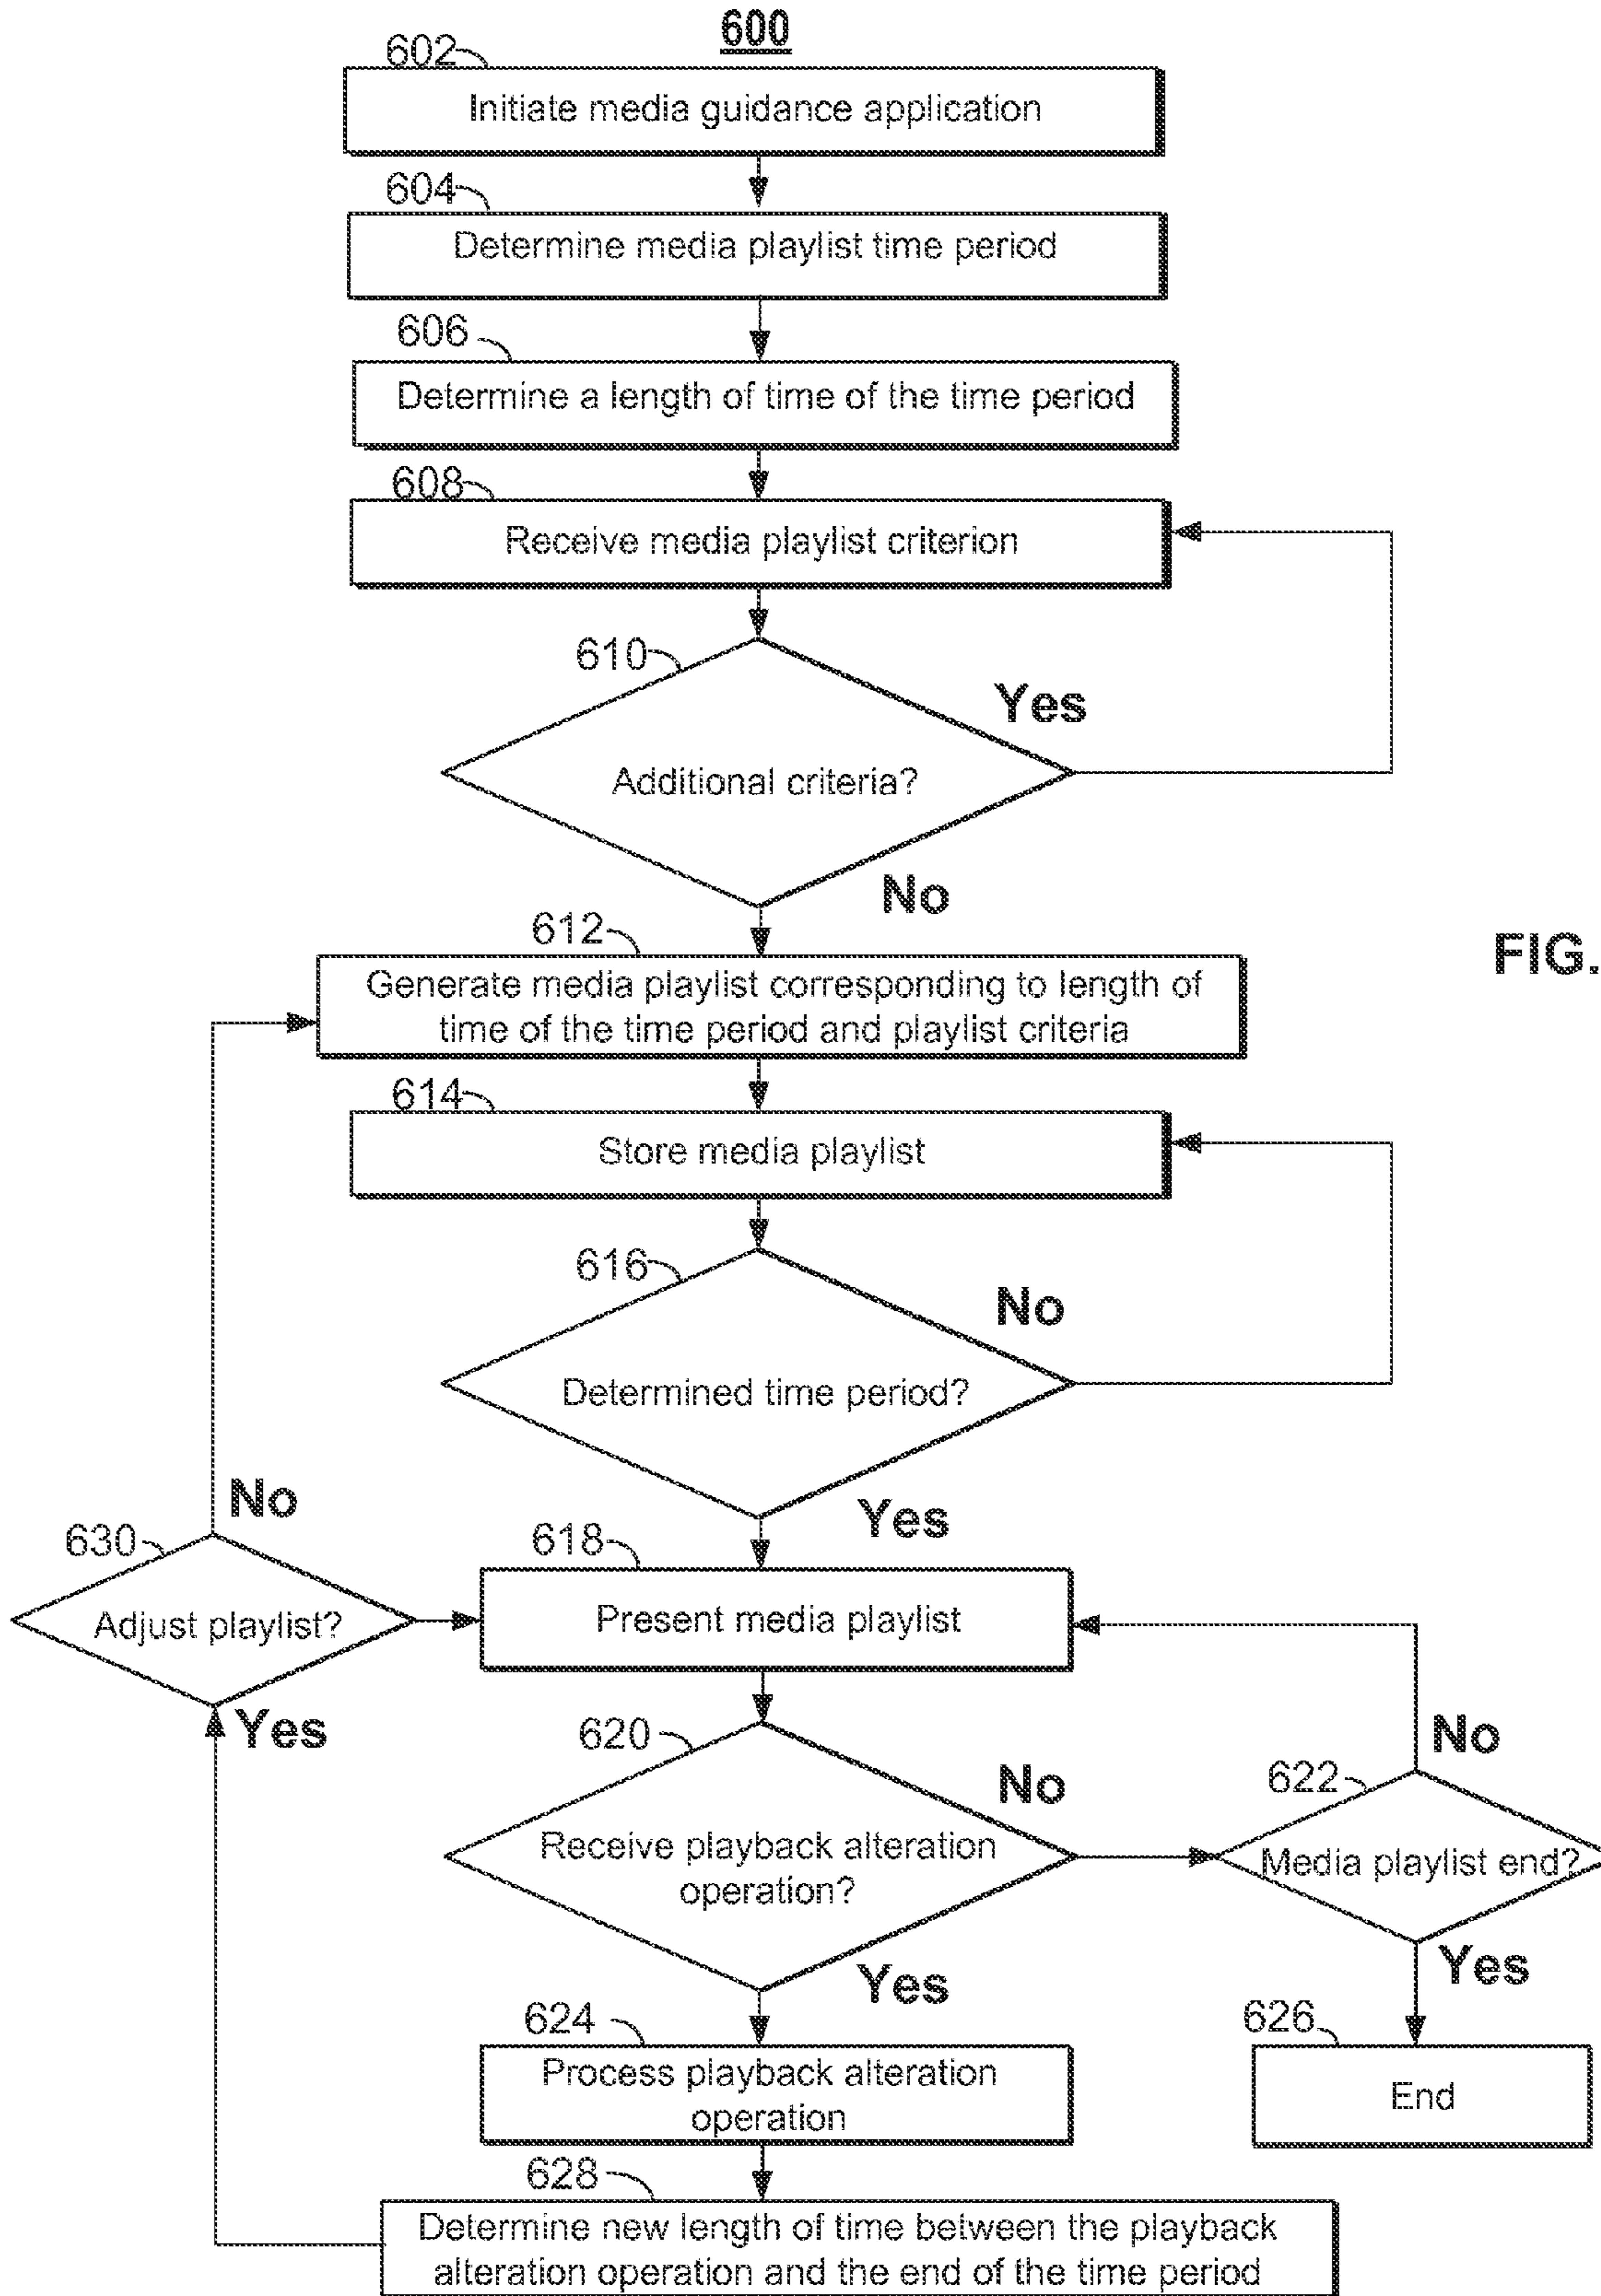 600
602
Initiate media guidance application
604
Determine media playlist time period
606
Determine a length of time of the time period
608
Receive media playlist criterion
610
Yes
Additional criteria?
No
612
FIG.
Generate media playlist corresponding to length of
time of the time period and playlist criteria
614
Store media playlist
616
No
Determined time period?
No
Yes
630
618
Adjust playlist?
Present media playlist
Yes
620
No
No
622
Receive playback alteration
operation?
Media playlist end?
Yes
Yes
624
626
Process playback alteration
operation
End
628
Determine new length of time between the playback
alteration operation and the end of the time period